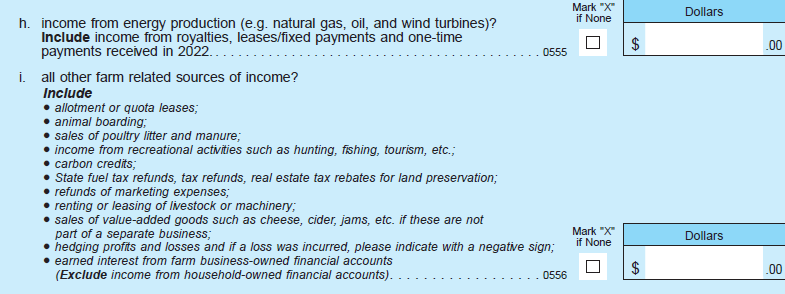 Mark "X" if None
Dollars
h. income from energy production (e.g. natural gas, oil, and wind turbines)?
Include income from royalties, leases/fixed payments and one-time
payments received in 2022. . . . . . . . . . . . . . . . . . . . . . . . . . . . . . . . . . . . . . . . . . . . 0555
$ .00
i. all other farm related sources of income?
Include
● allotment or quota leases;
● animal boarding;
● sales of poultry litter and manure;
● income from recreational activities such as hunting, fishing, tourism, etc.;
● carbon credits;
● State fuel tax refunds, tax refunds, real estate tax rebates for land preservation;
● refunds of marketing expenses;
● renting or leasing of livestock or machinery;
● sales of value-added goods such as cheese, cider, jams, etc. if these are not
part of a separate business;
● hedging profits and losses and if a loss was incurred, please indicate with a negative sign;
● earned interest from farm business-owned financial accounts
(Exclude income from household-owned financial accounts). . . . . . . . . . . . . . . . . . . 0556
Mark "X" if None
Dollars
$ .00